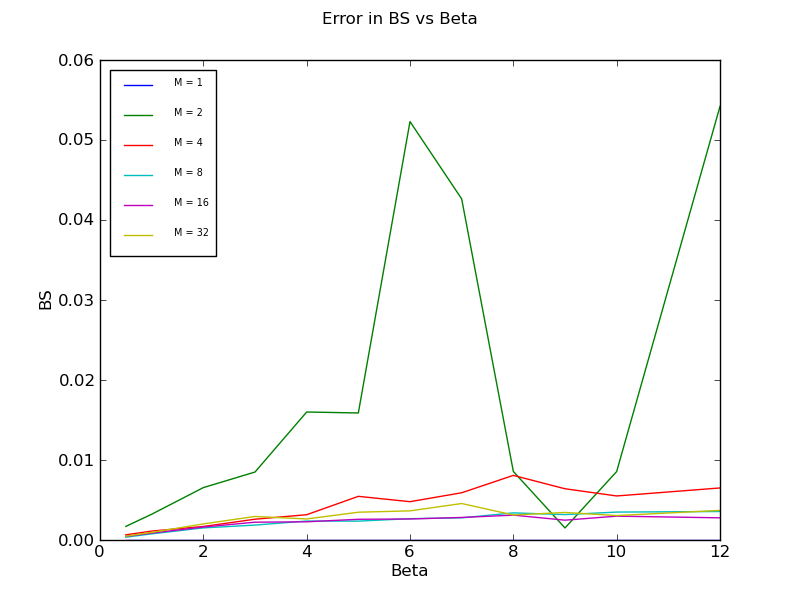 Error in BS vs Beta
0.06
0.05
0.04
0.03
0.02
0.01
0.00
BS
M = 1
M = 2
M = 4
M = 8
M = 16
M = 32
0 2 4 6 8 10 12
Beta